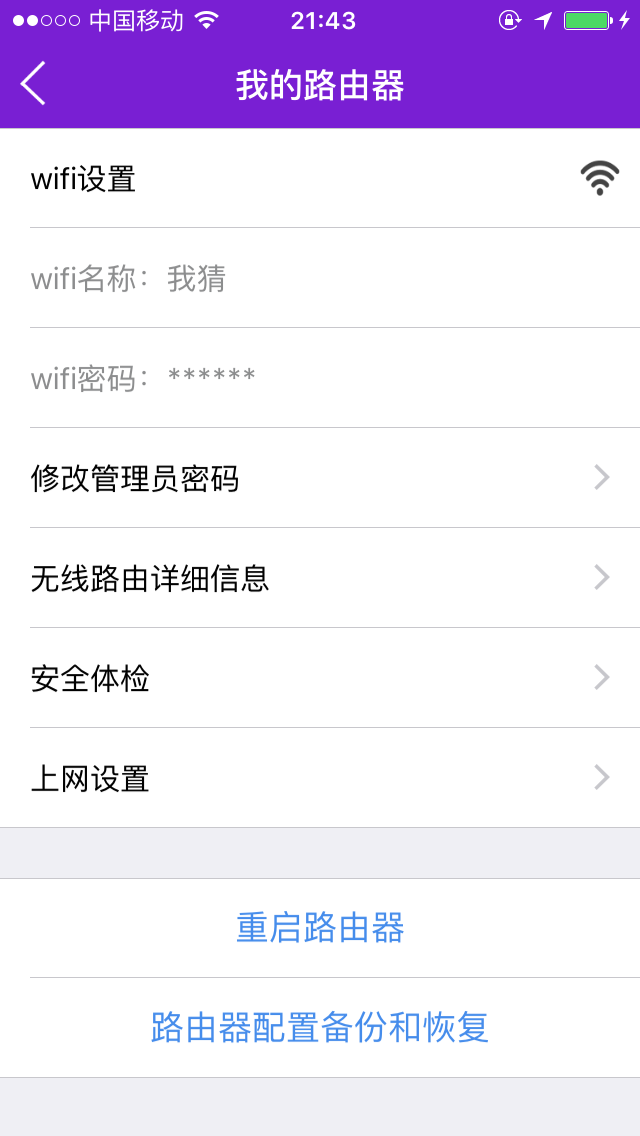 中国移动 21:43
我的路由器
wifi设置
wifi名称：我猜
wifi密码：******
修改管理员密码
无线路由详细信息
安全体检
上网设置
重启路由器
路由器配置备份和恢复